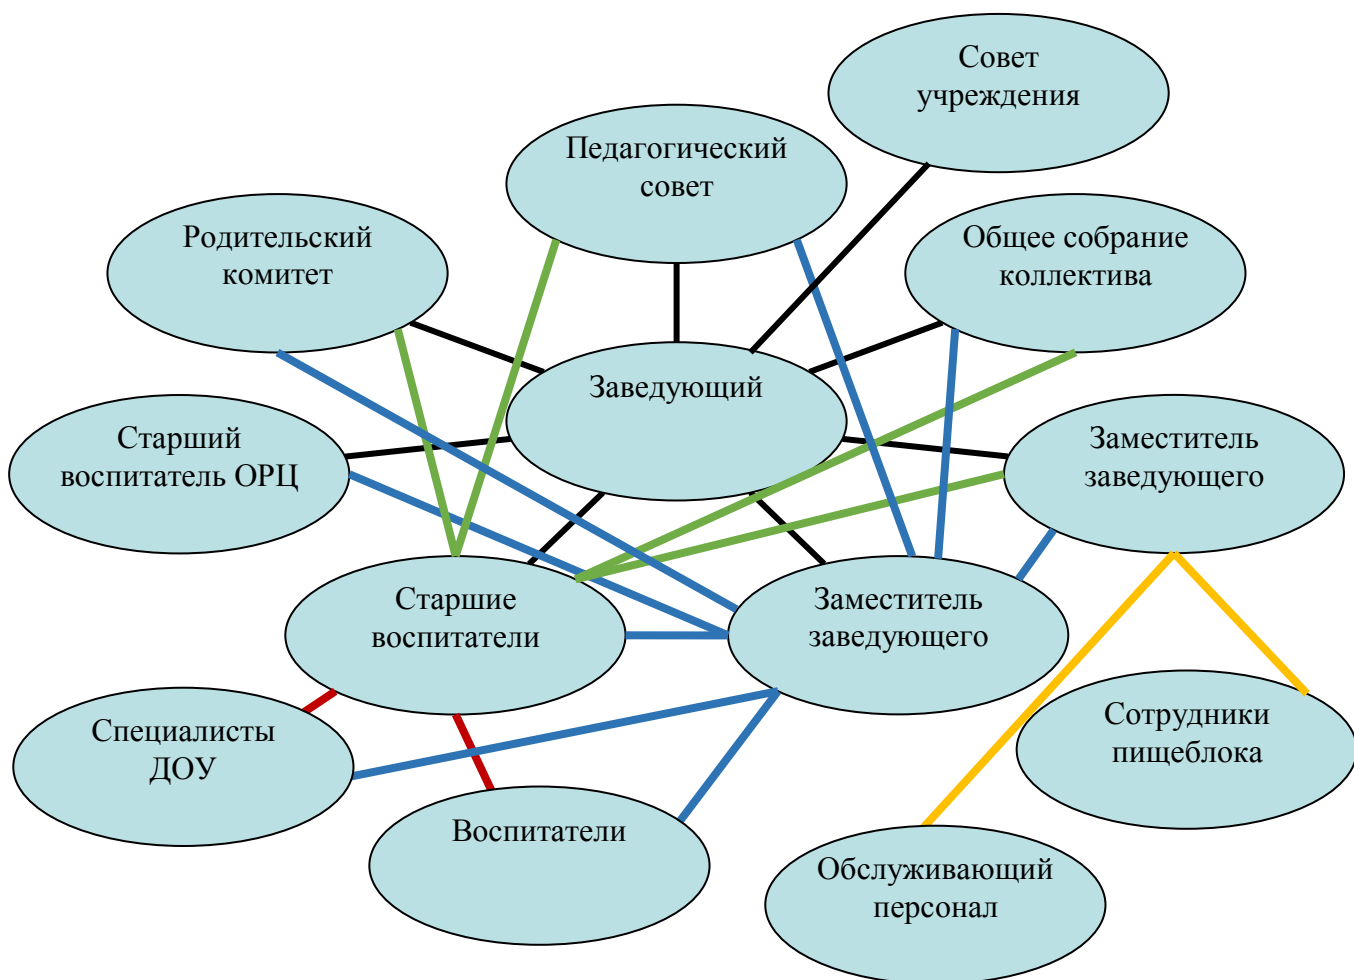 Совет
учреждения
Педагогический
совет
Родительский
комитет
Общее собрание
коллектива
Заведующий
Старший
воспитатель ОРЦ
Заместитель
заведующего
Старшие
воспитатели
Заместитель
заведующего
Специалисты
ДОУ
Сотрудники
пищеблока
Воспитатели
Обслуживающий
персонал